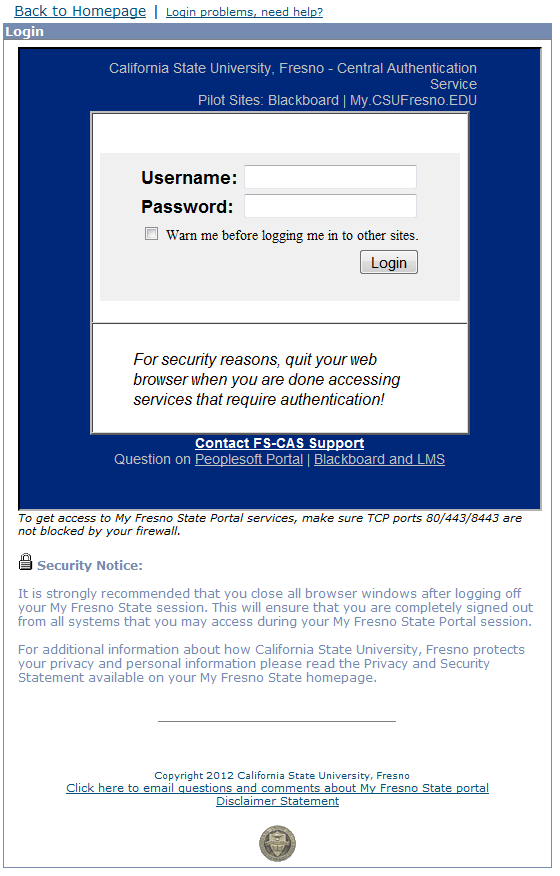 Back to Homepage | Login problems, need help?
Login
California State University, Fresno - Central Authentication
Service
Pilot Sites: Blackboard | My.CSUFresno.EDU
Username:
Password:
Warn me before logging me in to other sites.
Login
For security reasons, quit your web
browser when you are done accessing
services that require authentication!
Contact FS-CAS Support
Question on Peoplesoft Portal | Blackboard and LMS
To get access to My Fresno State Portal services, make sure TCP ports 80/443/8443 are
not blocked by your firewall.
Security Notice:
It is strongly recommended that you close all browser windows after logging off
your My Fresno State session. This will ensure that you are completely signed out
from all systems that you may access during your My Fresno State Portal session.
For additional information about how California State University, Fresno protects
your privacy and personal information please read the Privacy and Security
Statement available on your My Fresno State homepage.
Copyright 2012 California State University, Fresno
Click here to email questions and comments about My Fresno State portal
Disclaimer Statement